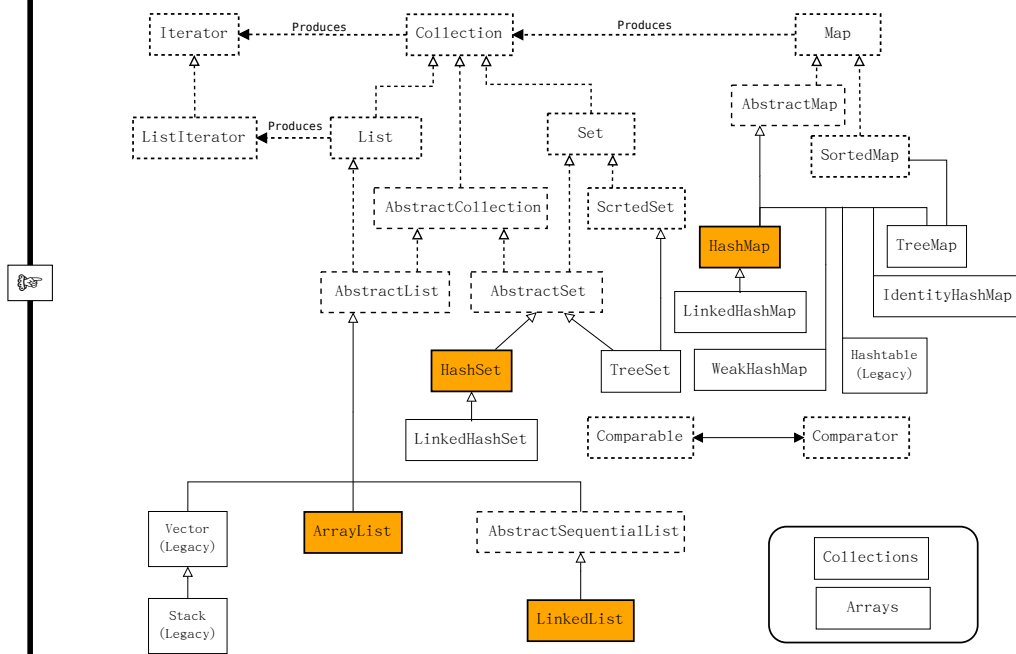 Iterator
Produces
Collection
Produces
Map
AbstractMap
ListIterator
Produces
List
Set
SortedMap
AbstractCollection
ScrtedSet
HashMap
TreeMap
AbstractList
AbstractSet
LinkedHashMap
IdentityHashMap
HashSet
TreeSet
WeakHashMap
Hashtable
(Legacy)
LinkedHashSet
Comparable
Comparator
Vector
(Legacy)
ArrayList
AbstractSequentialList
Collections
Stack
(Legacy)
LinkedList
Arrays